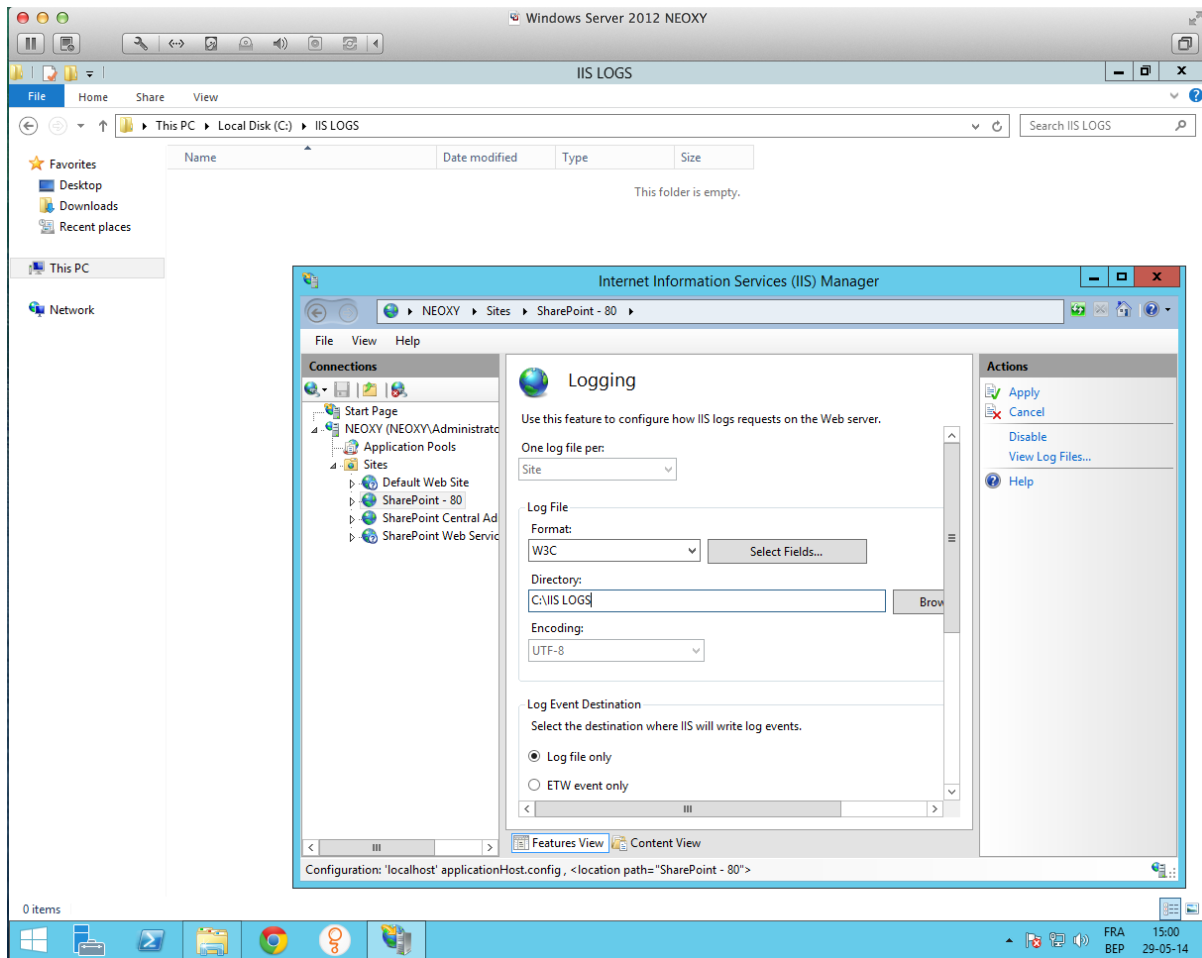 Windows Server 2012 NEOXY
IIS LOGS
File Home Share View
This PC Local Disk (C:) IIS LOGS
Search IIS LOGS
Favorites
Desktop
Downloads
Recent places
This PC
Network
Name Date modified Type Size
This folder is empty.
Internet Information Services (IIS) Manager
NEOXY Sites SharePoint - 80
File View Help
Connections
Start Page
NEOXY (NEOXY\Administratc
Application Pools
Sites
Default Web Site
SharePoint - 80
SharePoint Central Ad
SharePoint Web Servic
Logging
Use this feature to configure how IIS logs requests on the Web server.
One log file per:
Site
Log File
Format:
W3C
Select Fields...
Directory:
C:\IIS LOGS
Brow
Encoding:
UTF-8
Log Event Destination
Select the destination where IIS will write log events.
Log file only
ETW event only
Features View Content View
Actions
Apply
Cancel
Disable
View Log Files...
Help
Configuration: 'localhost' applicationHost.config , <location path="SharePoint - 80">
0 items
FRA 15:00
BEP 29-05-14